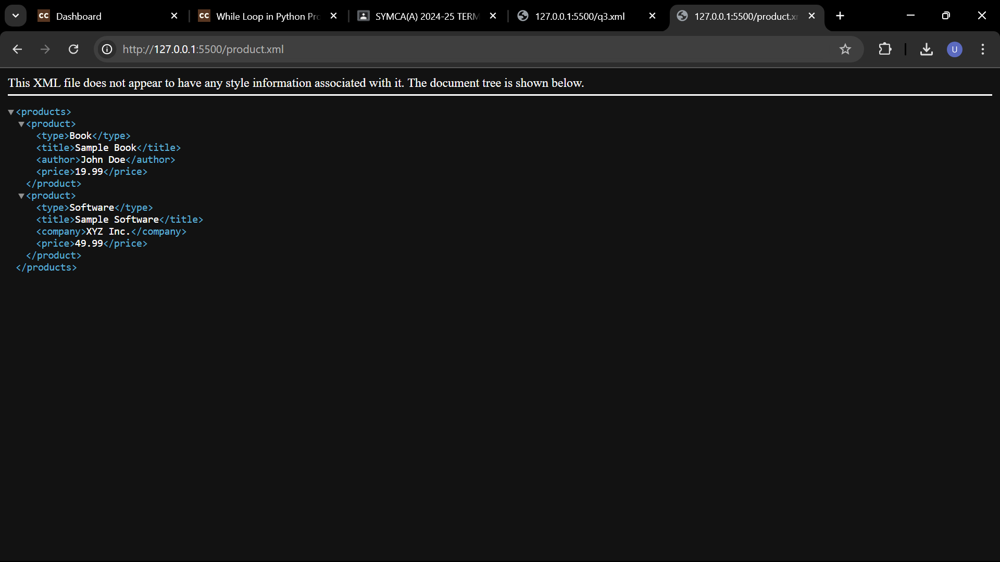 CC Dashboard
CC While Loop in Python Pr
SYMCA(A) 2024-25 TERM
127.0.0.1:5500/q3.xml
127.0.0.1:5500/product.x
http://127.0.0.1:5500/product.xml
U
This XML file does not appear to have any style information associated with it. The document tree is shown below.
▼<products>
▼<product>
<type>Book</type>
<title>Sample Book</title>
<author>John Doe</author>
<price>19.99</price>
</product>
▼<product>
<type>Software</type>
<title>Sample Software</title>
<company>XYZ Inc.</company>
<price>49.99</price>
</product>
</products>